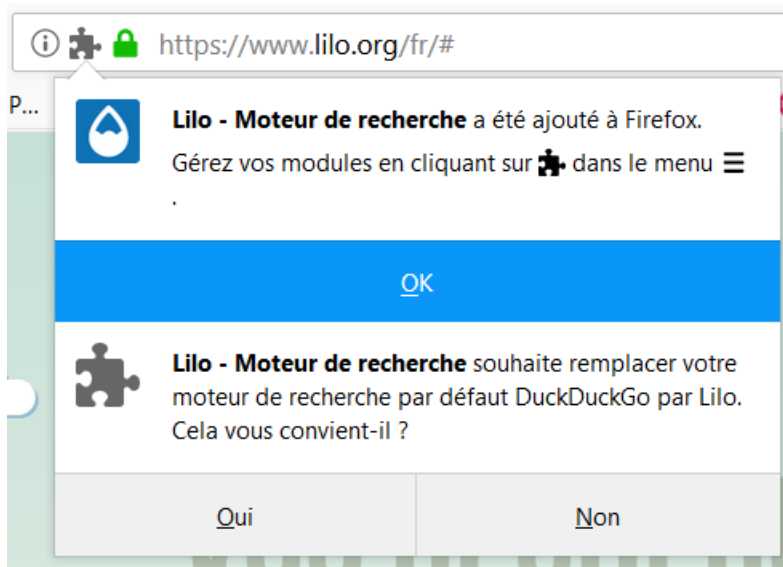 https://www.lilo.org/fr/#
P...
Lilo - Moteur de recherche a été ajouté à Firefox.
Gérez vos modules en cliquant sur dans le menu
.
OK
Lilo - Moteur de recherche souhaite remplacer votre
moteur de recherche par défaut DuckDuckGo par Lilo.
Cela vous convient-il ?
Oui
Non